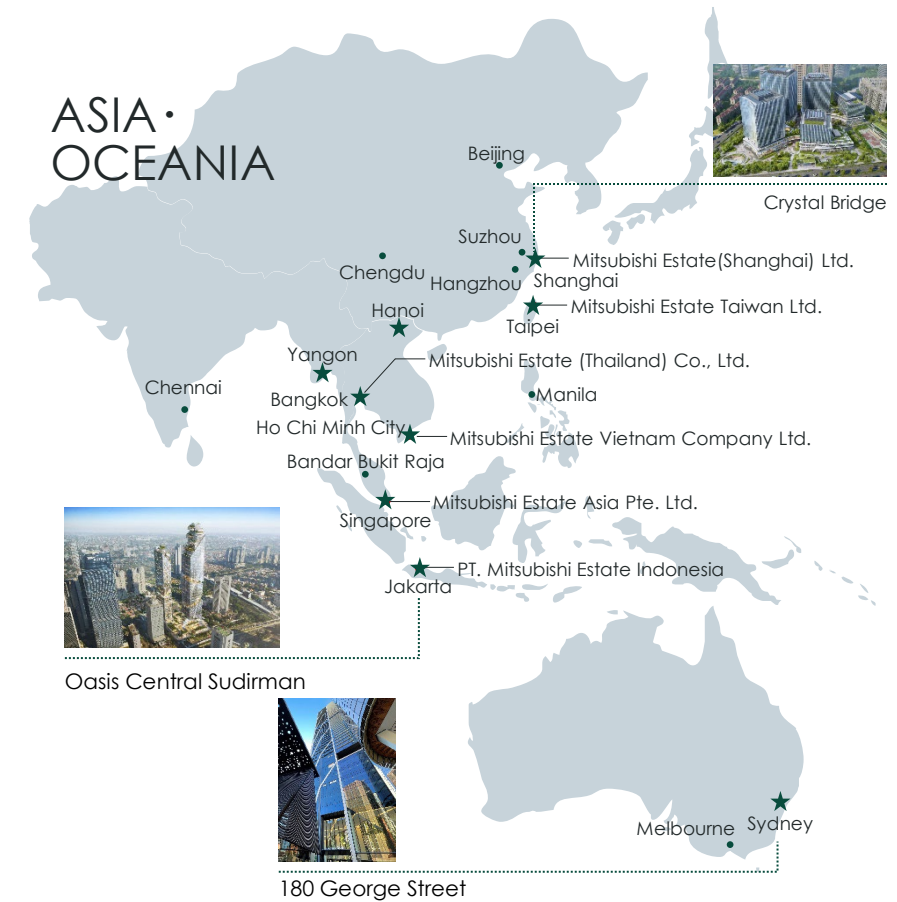 ASIA・
OCEANIA
Beijing
Crystal Bridge
Suzhou
Mitsubishi Estate(Shanghai) Ltd.
Chengdu
Hangzhou
Shanghai
Hanoi
Mitsubishi Estate Taiwan Ltd.
Taipei
Yangon
Mitsubishi Estate (Thailand) Co., Ltd.
Chennai
Bangkok
Manila
Ho Chi Minh City
Mitsubishi Estate Vietnam Company Ltd.
Bandar Bukit Raja
Mitsubishi Estate Asia Pte. Ltd.
Singapore
PT. Mitsubishi Estate Indonesia
Jakarta
Oasis Central Sudirman
Melbourne
Sydney
180 George Street